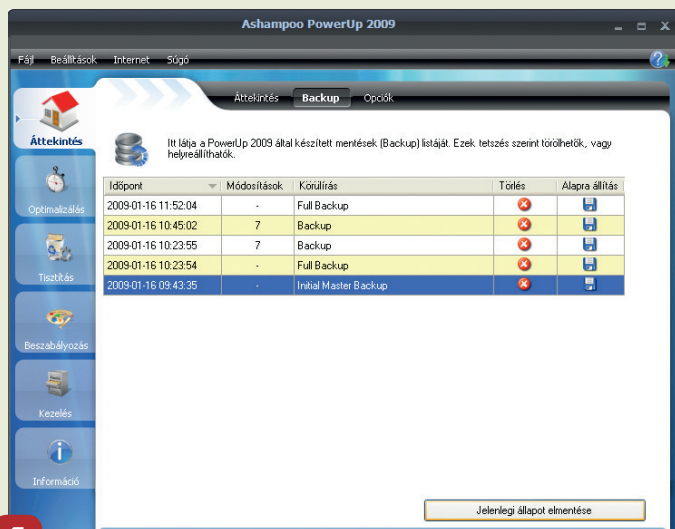 Ashampoo PowerUp 2009
Fájl Beállítások Internet Súgó
Áttekintés Backup Opciók
Áttekintés
Optimalizálás
Tisztítás
Beszabályozás
Kezelés
Információ
Itt látja a PowerUp 2009 által készített mentések (Backup) listáját. Ezek tetszés szerint törölhetők, vagy
helyreállíthatók.
Időpont Módosítások Körülírás Törlés Alapra állítás
2009-01-16 11:52:04 - Full Backup
2009-01-16 10:45:02 7 Backup
2009-01-16 10:23:55 7 Backup
2009-01-16 10:23:54 - Full Backup
2009-01-16 09:43:35 - Initial Master Backup
Jelenlegi állapot elmentése